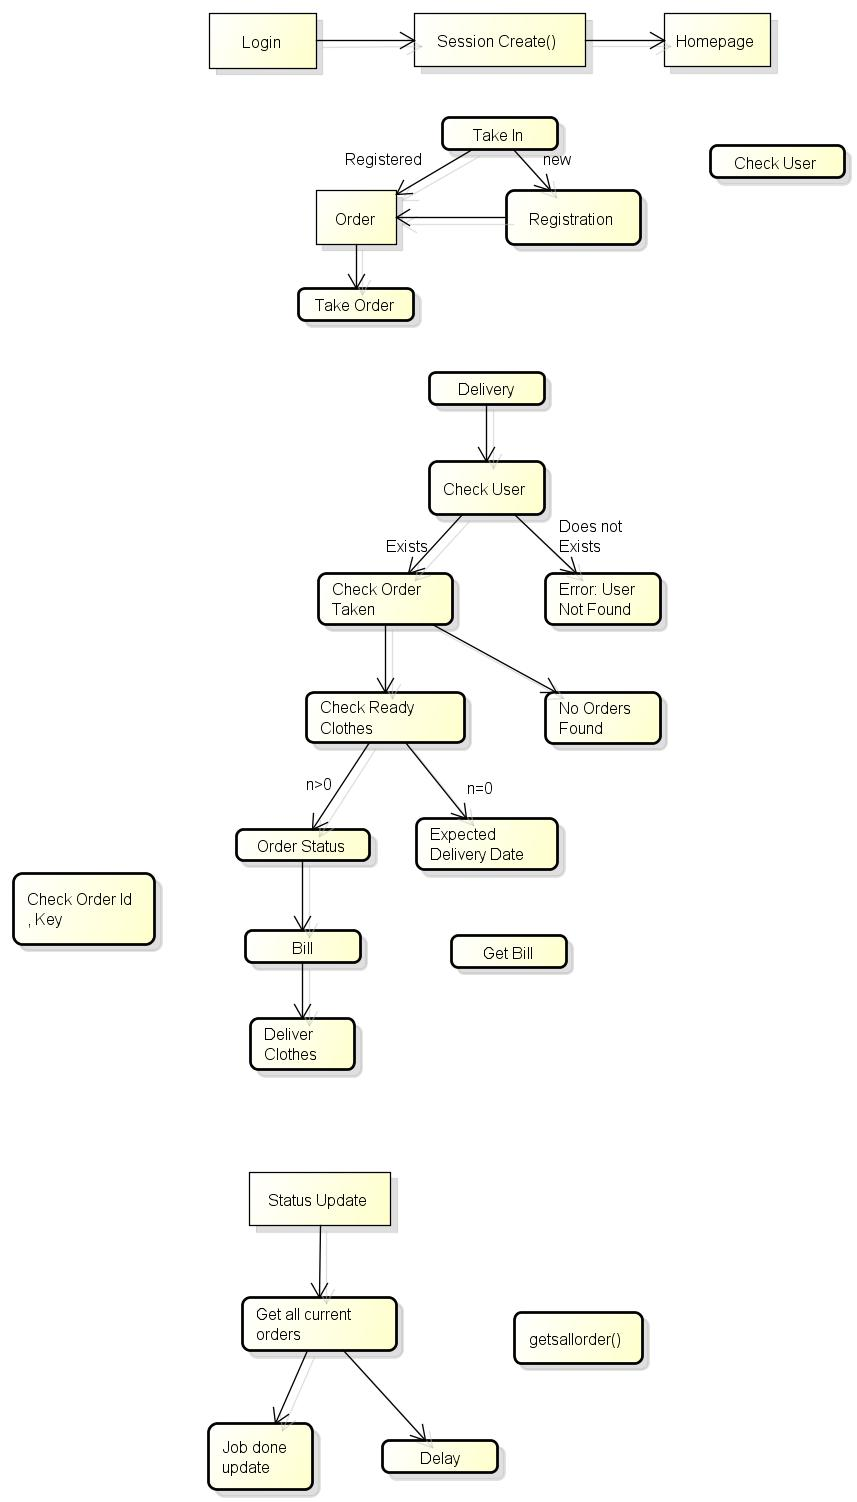 Login
Session Create()
Homepage
Take In
Registered
new
Check User
Order
Registration
Take Order
Delivery
Check User
Exists
Does not
Exists
Check Order
Taken
Error: User
Not Found
Check Ready
Clothes
No Orders
Found
n>0
n=0
Order Status
Expected
Delivery Date
Check Order Id
, Key
Bill
Get Bill
Deliver
Clothes
Status Update
Get all current
orders
getsallorder()
Job done
update
Delay